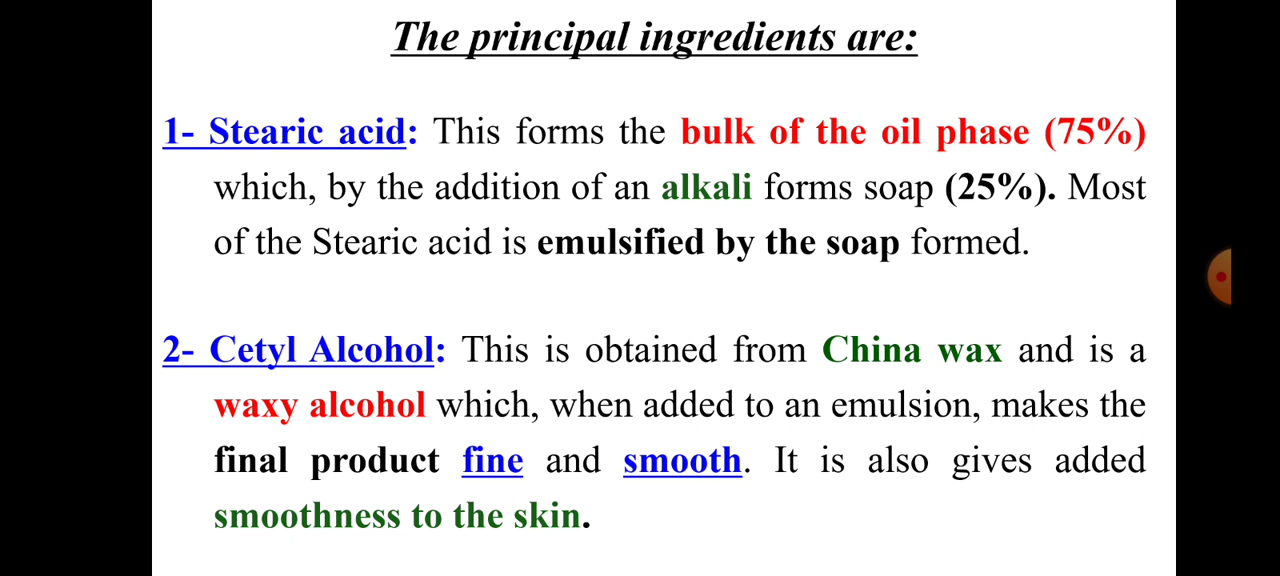 The principal ingredients are:
1- Stearic acid: This forms the bulk of the oil phase (75%)
which, by the addition of an alkali forms soap (25%). Most
of the Stearic acid is emulsified by the soap formed.
2- Cetyl Alcohol: This is obtained from China wax and is a
waxy alcohol which, when added to an emulsion, makes the
final product fine and smooth. It is also gives added
smoothness to the skin.